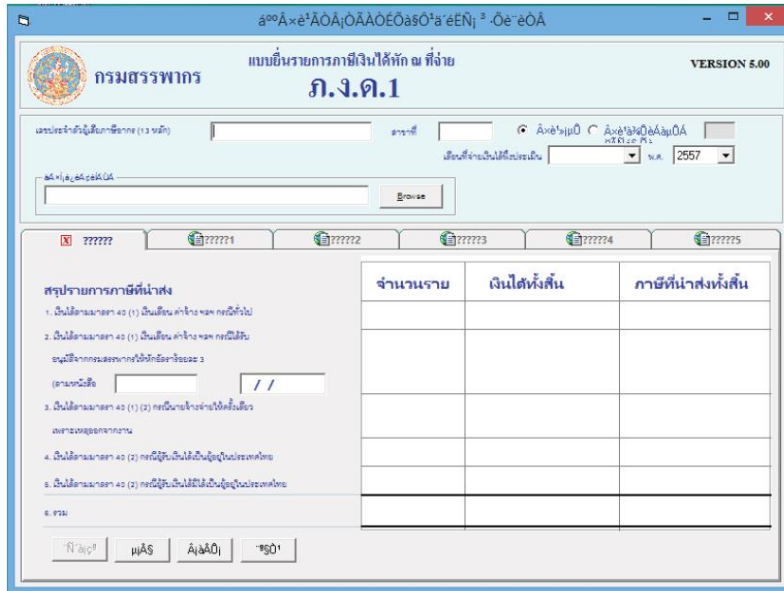 áººÂ×è¹ÃÒÂ¡ÒÃÀÒÉÕà§Ô¹ä´éËÑ¡ ³ ·Õè¨èÒÂ
กรมสรรพากร
แบบยื่นรายการภาษีเงินได้หัก ณ ที่จ่าย
ภ.ง.ด.1
VERSION 5.00
เลขประจำตัวผู้เสียภาษีอากร (13 หลัก)
สาขาที่
Â×è¹»¡µÔ
Â×è¹à¾ÔèÁàµÔÁ
เดือนที่จ่ายเงินได้พึงประเมิน
พ.ศ. 2557
Browse
??????
?????1
?????2
?????3
?????4
?????5
สรุปรายการภาษีที่นำส่ง
จำนวนราย
เงินได้ทั้งสิ้น
ภาษีที่นำส่งทั้งสิ้น
1. เงินได้ตามมาตรา 40 (1) เงินเดือน ค่าจ้าง ฯลฯ กรณีทั่วไป
2. เงินได้ตามมาตรา 40 (1) เงินเดือน ค่าจ้าง ฯลฯ กรณีได้รับ
อนุมัติจากกรมสรรพากรให้หักอัตราร้อยละ 3
(ตามหนังสือ
/ /
3. เงินได้ตามมาตรา 40 (1) (2) กรณีนายจ้างจ่ายให้ครั้งเดียว
เพราะเหตุออกจากงาน
4. เงินได้ตามมาตรา 40 (2) กรณีผู้รับเงินได้เป็นผู้อยู่ในประเทศไทย
5. เงินได้ตามมาตรา 40 (2) กรณีผู้รับเงินได้มิได้เป็นผู้อยู่ในประเทศไทย
6. รวม
¨Ñ´à¡çº
µ¡Å§
Â¡àÅÔ¡
¨º§Ò¹